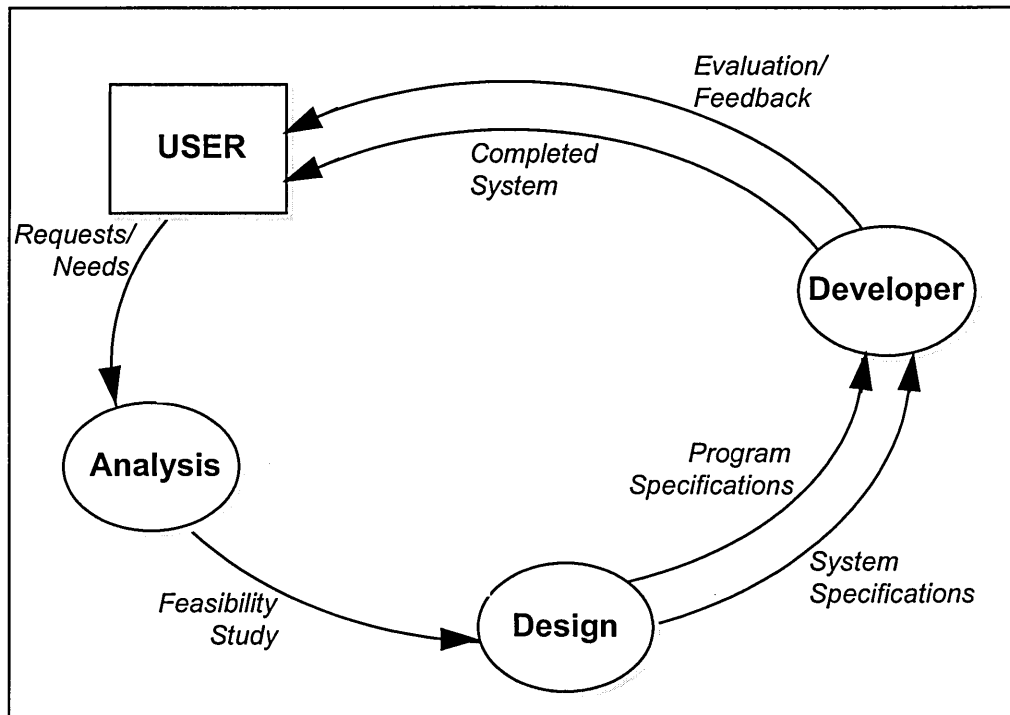 Evaluation/
Feedback
USER
Completed
System
Requests/
Needs
Developer
Analysis
Program
Specifications
System
Specifications
Feasibility
Study
Design